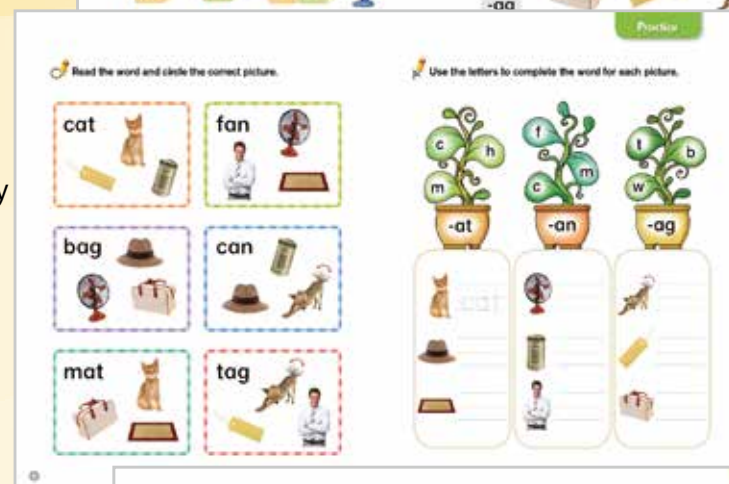 -ag
Practice
Read the word and circle the correct picture.
Use the letters to complete the word for each picture.
cat
fan
bag
can
mat
tag
c
h
m
-at
f
m
c
-an
t
b
w
-ag
cat
y